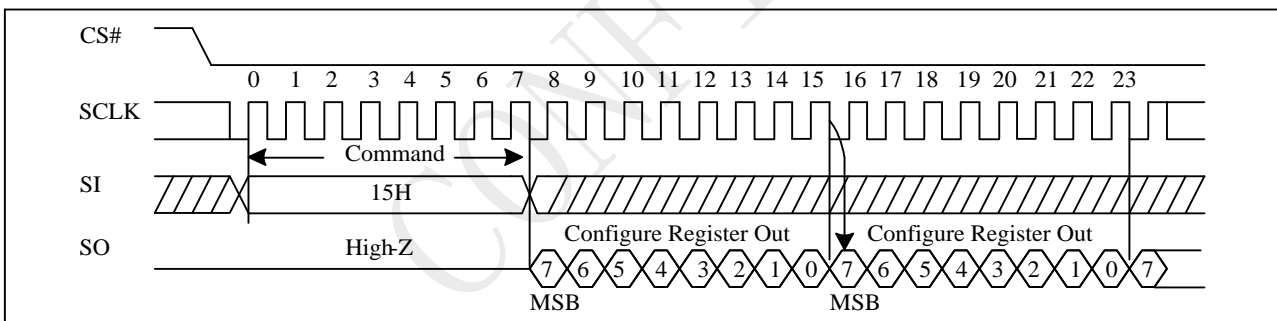 CS#
0 1 2 3 4 5 6 7 8 9 10 11 12 13 14 15 16 17 18 19 20 21 22 23
SCLK
Command
SI
15H
SO
High-Z
Configure Register Out Configure Register Out
7 6 5 4 3 2 1 0 7 6 5 4 3 2 1 0 7
MSB MSB